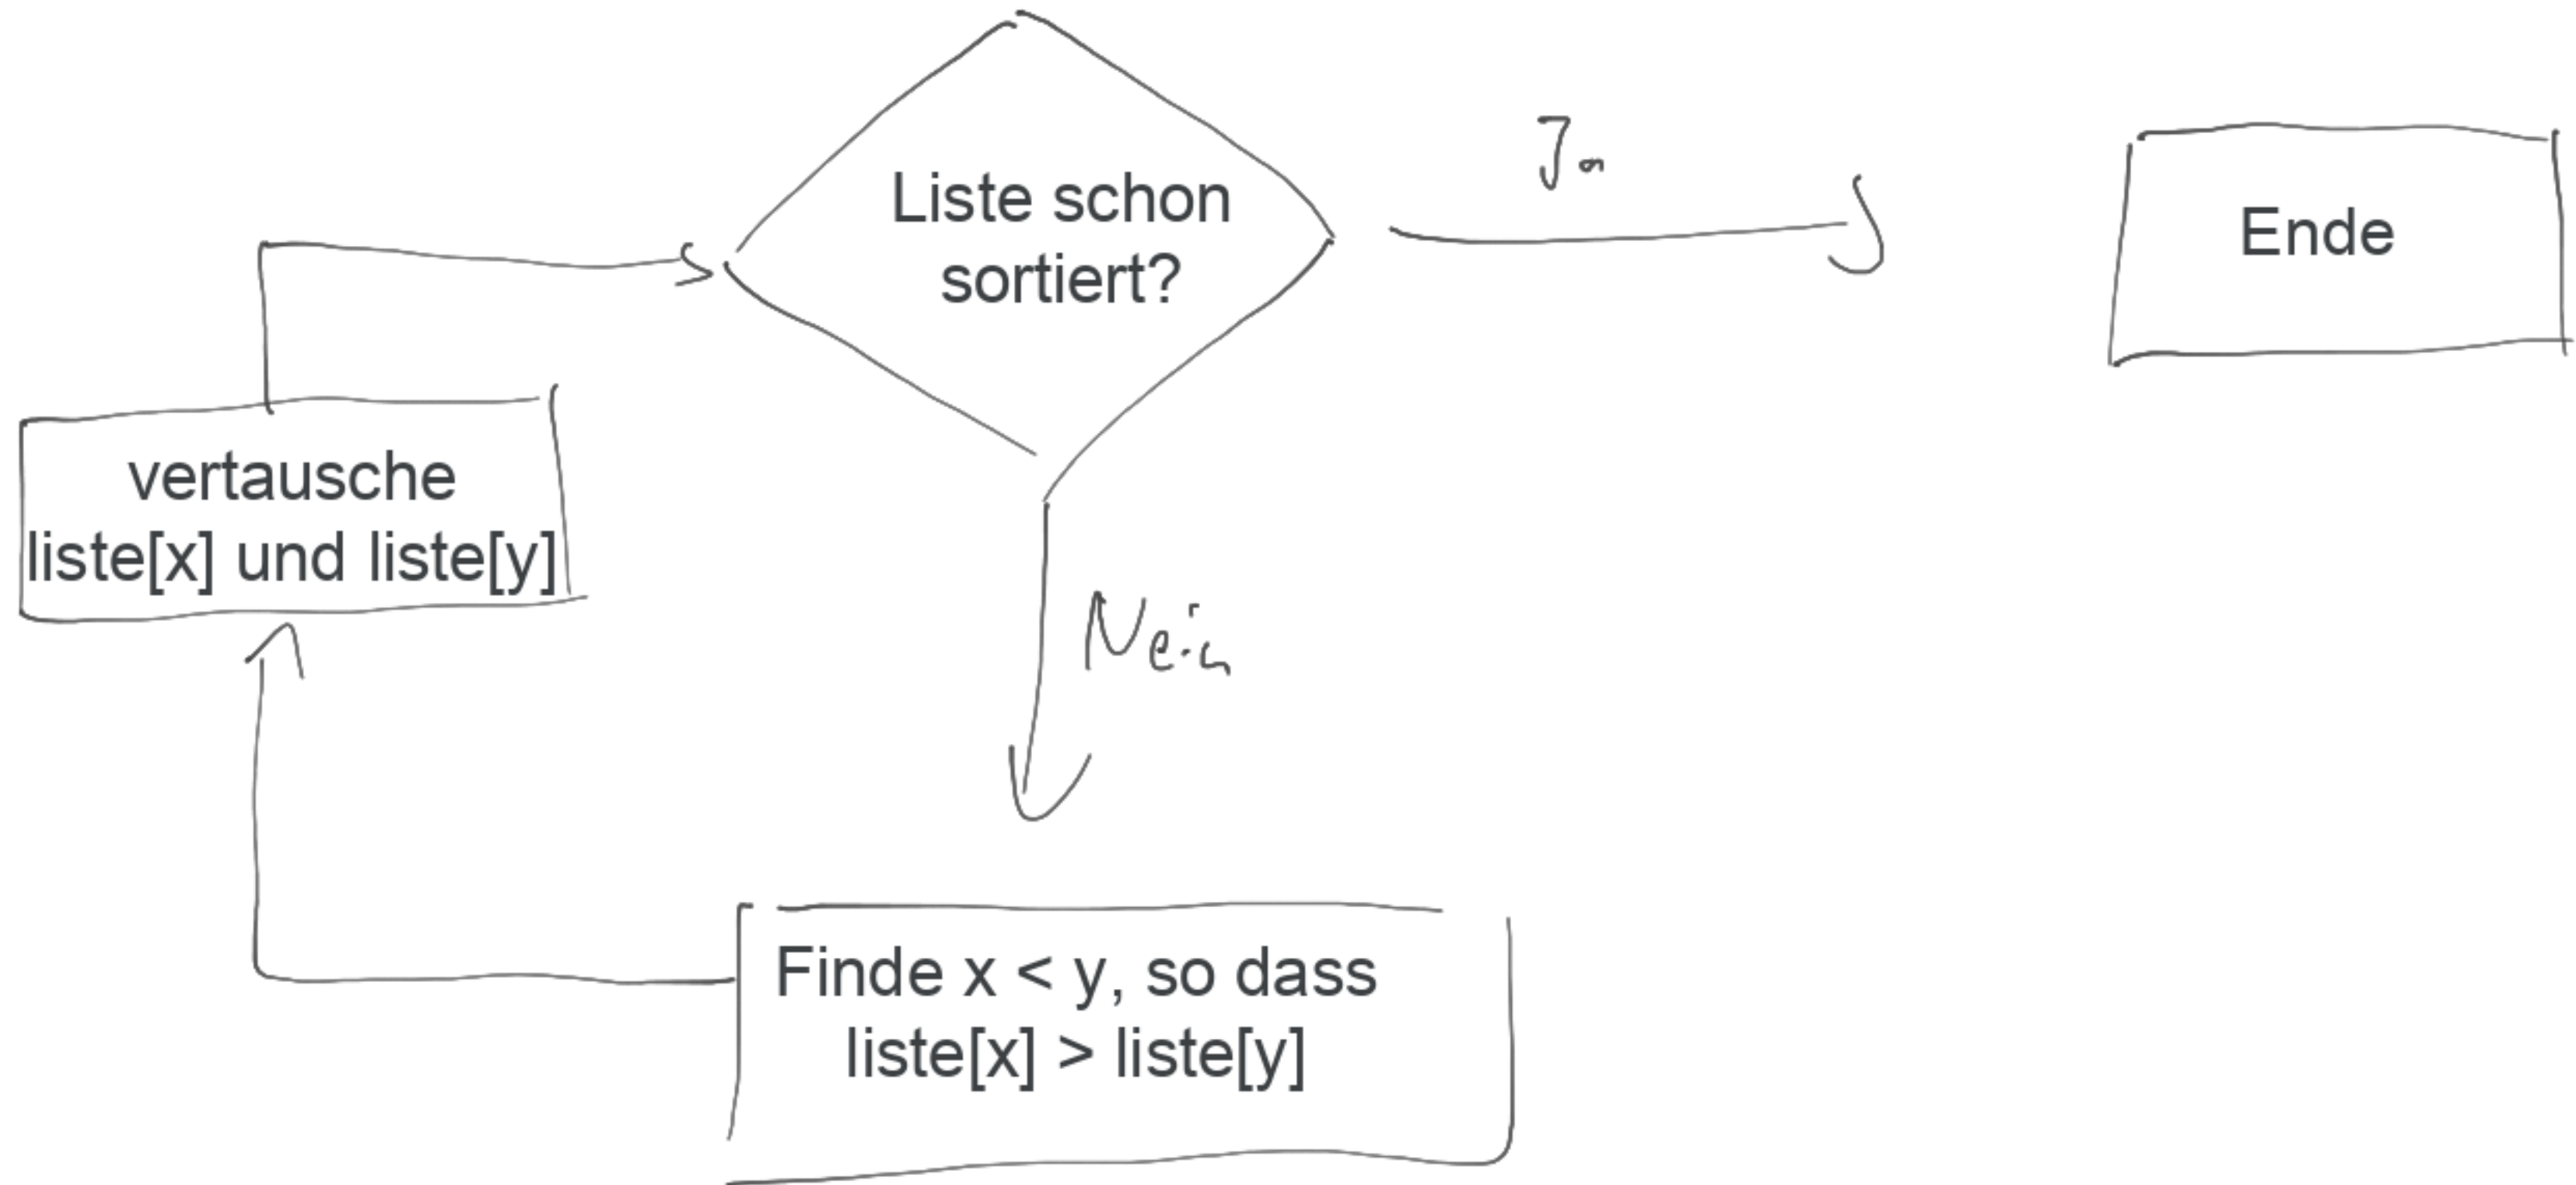 Liste schon
sortiert?
Ja
Ende
vertausche
liste[x] und liste[y]
Nein
Finde x < y, so dass
liste[x] > liste[y]